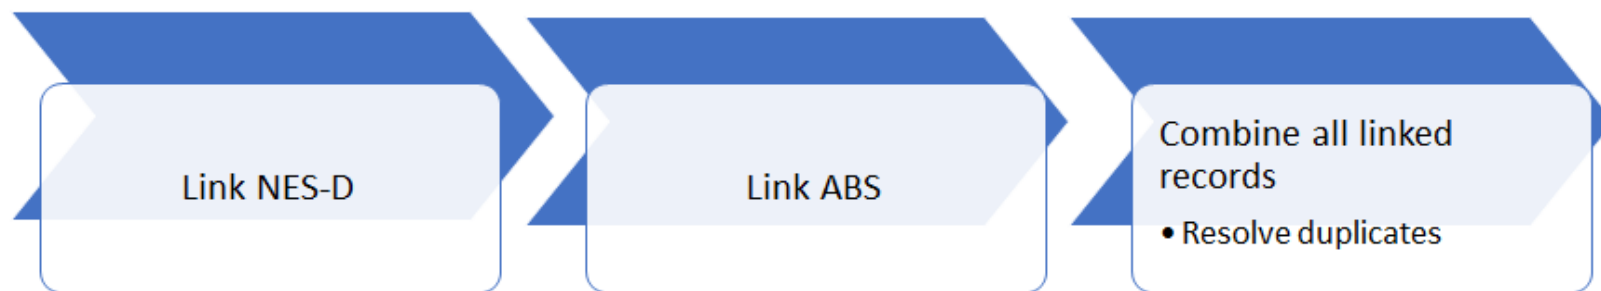 Link NES-D
Link ABS
Combine all linked
records
• Resolve duplicates